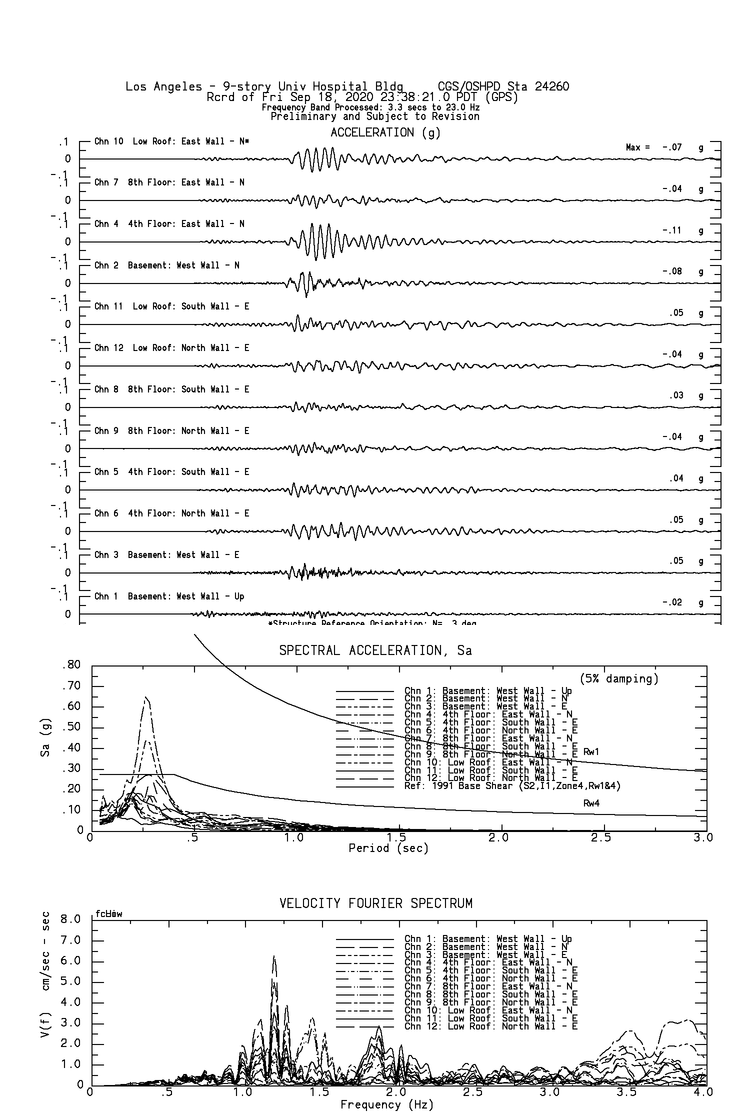 Los Angeles - 9-story Univ Hospital Bldg CGS/OSHPD Sta 24260
Rcrd of Fri Sep 18, 2020 23:38:21.0 PDT (GPS)
Frequency Band Processed: 3.3 secs to 23.0 Hz
Preliminary and Subject to Revision
ACCELERATION (g)
.1 Chn 10 Low Roof: East Wall - N* Max = -.07 g
0
-.1
.1 Chn 7 8th Floor: East Wall - N -.04 g
0
-.1
.1 Chn 4 4th Floor: East Wall - N -.11 g
0
-.1
.1 Chn 2 Basement: West Wall - N -.08 g
0
-.1
.1 Chn 11 Low Roof: South Wall - E .05 g
0
-.1
.1 Chn 12 Low Roof: North Wall - E -.04 g
0
-.1
.1 Chn 8 8th Floor: South Wall - E .03 g
0
-.1
.1 Chn 9 8th Floor: North Wall - E -.04 g
0
-.1
.1 Chn 5 4th Floor: South Wall - E .04 g
0
-.1
.1 Chn 6 4th Floor: North Wall - E .05 g
0
-.1
.1 Chn 3 Basement: West Wall - E .05 g
0
-.1
.1 Chn 1 Basement: West Wall - Up -.02 g
0
*Structure Reference Orientation: N= 3 deg
SPECTRAL ACCELERATION, Sa
(5% damping)
.80
.70
.60
.50
.40
.30
.20
.10
0
Sa (g)
Chn 1: Basement: West Wall - Up
Chn 2: Basement: West Wall - N
Chn 3: Basement: West Wall - E
Chn 4: 4th Floor: East Wall - N
Chn 5: 4th Floor: South Wall - E
Chn 6: 4th Floor: North Wall - E
Chn 7: 8th Floor: East Wall - N
Chn 8: 8th Floor: South Wall - E
Chn 9: 8th Floor: North Wall - E
Chn 10: Low Roof: East Wall - N
Chn 11: Low Roof: South Wall - E
Chn 12: Low Roof: North Wall - E
Ref: 1991 Base Shear (S2,I1,Zone4,Rw1&4)
Rw1
Rw4
0 .5 1.0 1.5 2.0 2.5 3.0
Period (sec)
VELOCITY FOURIER SPECTRUM
8.0
7.0
6.0
5.0
4.0
3.0
2.0
1.0
0
V(f) cm/sec - sec
Chn 1: Basement: West Wall - Up
Chn 2: Basement: West Wall - N
Chn 3: Basement: West Wall - E
Chn 4: 4th Floor: East Wall - N
Chn 5: 4th Floor: South Wall - E
Chn 6: 4th Floor: North Wall - E
Chn 7: 8th Floor: East Wall - N
Chn 8: 8th Floor: South Wall - E
Chn 9: 8th Floor: North Wall - E
Chn 10: Low Roof: East Wall - N
Chn 11: Low Roof: South Wall - E
Chn 12: Low Roof: North Wall - E
0 .5 1.0 1.5 2.0 2.5 3.0 3.5 4.0
Frequency (Hz)